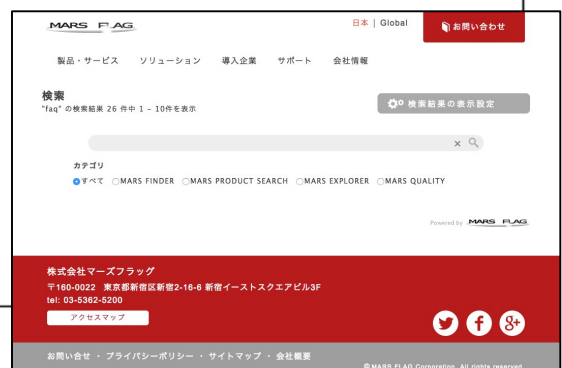 MARS FLAG
日本 | Global
お問い合わせ
製品・サービス ソリューション 導入企業 サポート 会社情報
検索
"faq" の検索結果 26 件中 1 - 10件を表示
検索結果の表示設定
カテゴリ
すべて MARS FINDER MARS PRODUCT SEARCH MARS EXPLORER MARS QUALITY
Powered by MARS FLAG
株式会社マーズフラッグ
〒160-0022 東京都新宿区新宿2-16-6 新宿イーストスクエアビル3F
tel: 03-5362-5200
アクセスマップ
お問い合せ ・ プライバシーポリシー ・ サイトマップ ・ 会社概要
©MARS FLAG Corporation. All rights reserved.